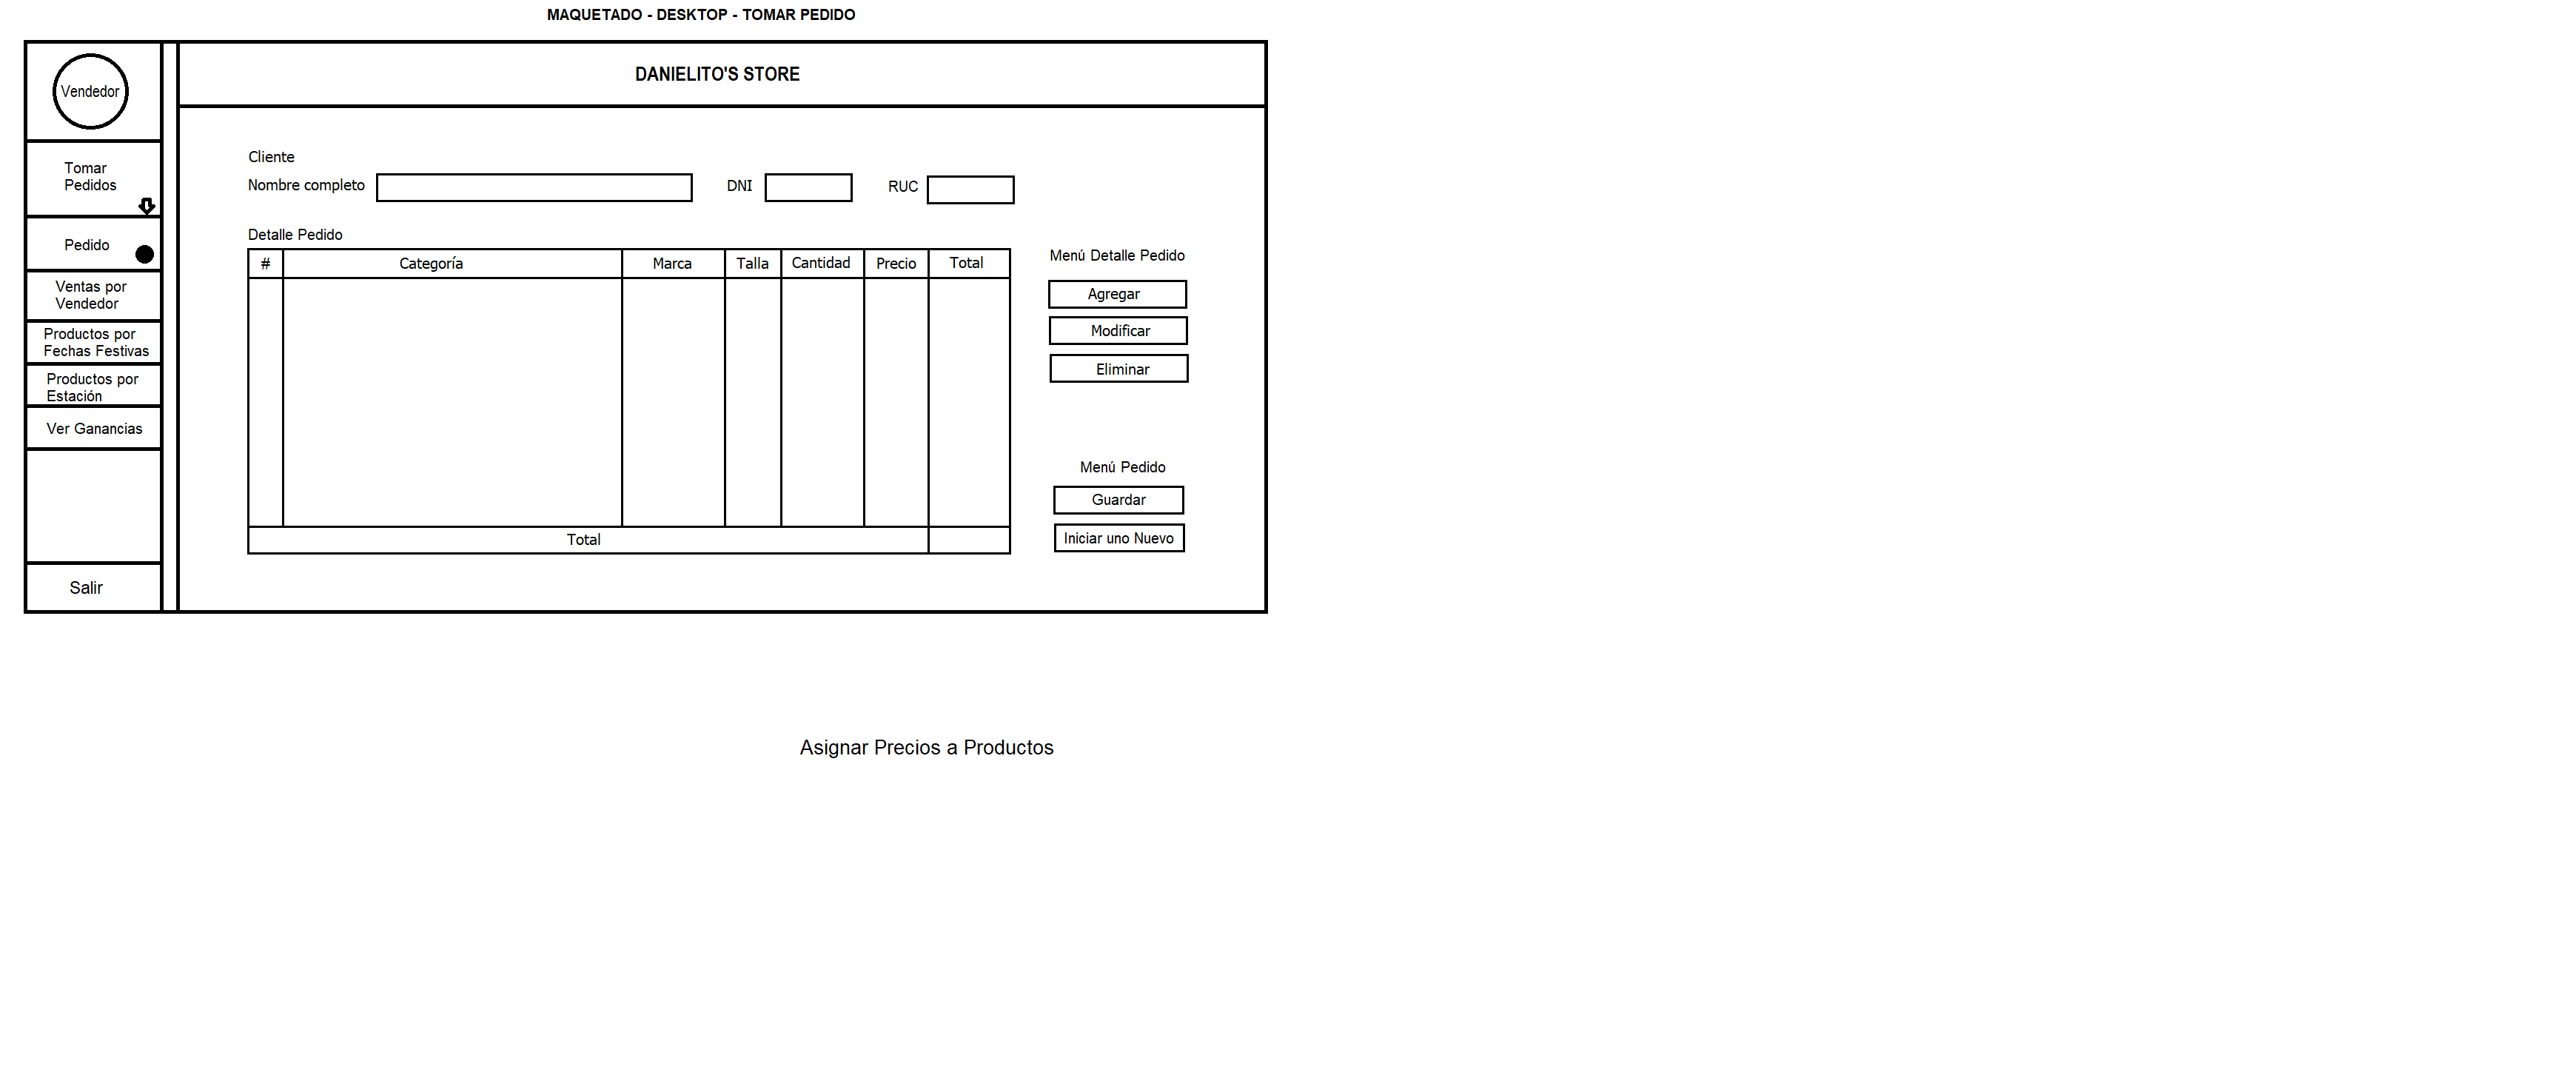 MAQUETADO - DESKTOP - TOMAR PEDIDO
DANIELITO'S STORE
Vendedor
Tomar
Pedidos
Pedido
Ventas por
Vendedor
Productos por
Fechas Festivas
Productos por
Estación
Ver Ganancias
Salir
Cliente
Nombre completo DNI RUC
Detalle Pedido
# Categoría Marca Talla Cantidad Precio Total
Total
Menú Detalle Pedido
Agregar
Modificar
Eliminar
Menú Pedido
Guardar
Iniciar uno Nuevo
Asignar Precios a Productos